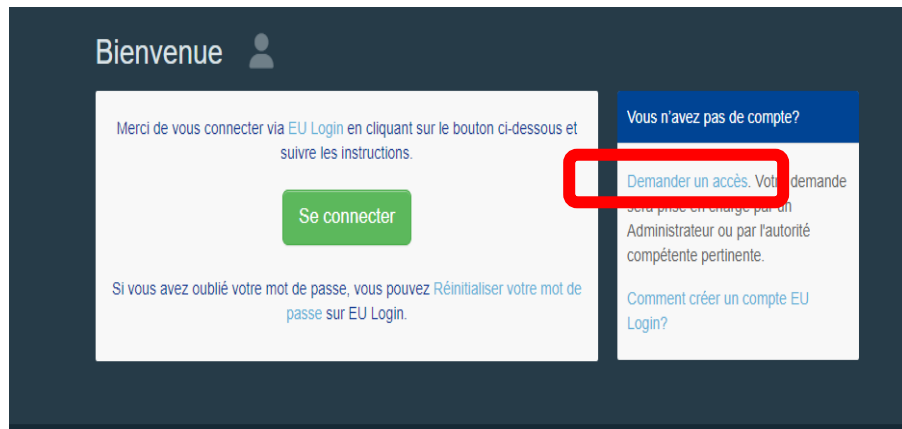 Bienvenue
Merci de vous connecter via EU Login en cliquant sur le bouton ci-dessous et
suivre les instructions.
Se connecter
Si vous avez oublié votre mot de passe, vous pouvez Réinitialiser votre mot de
passe sur EU Login.
Vous n'avez pas de compte?
Demander un accès. Votre demande
sera prise en charge par un
Administrateur ou par l'autorité
compétente pertinente.
Comment créer un compte EU
Login?